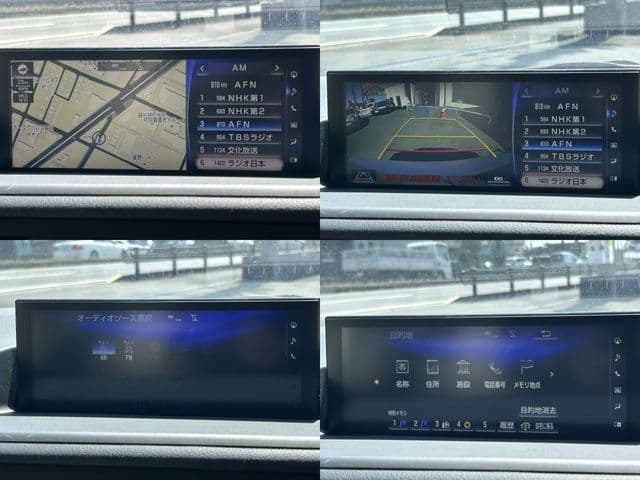 AM
810 kHz AFN
1 594 NHK第1
2 693 NHK第2
3 810 AFN
4 954 TBSラジオ
5 1134 文化放送
6 1422 ラジオ日本
AM
810 kHz AFN
1 594 NHK第1
2 693 NHK第2
3 810 AFN
4 954 TBSラジオ
5 1134 文化放送
6 1422 ラジオ日本
オーディオソース選択
AM FM
目的地
名称 住所 施設 電話番号 メモリ地点
目的地消去
特別メモリ
1 2 3 4 5 履歴